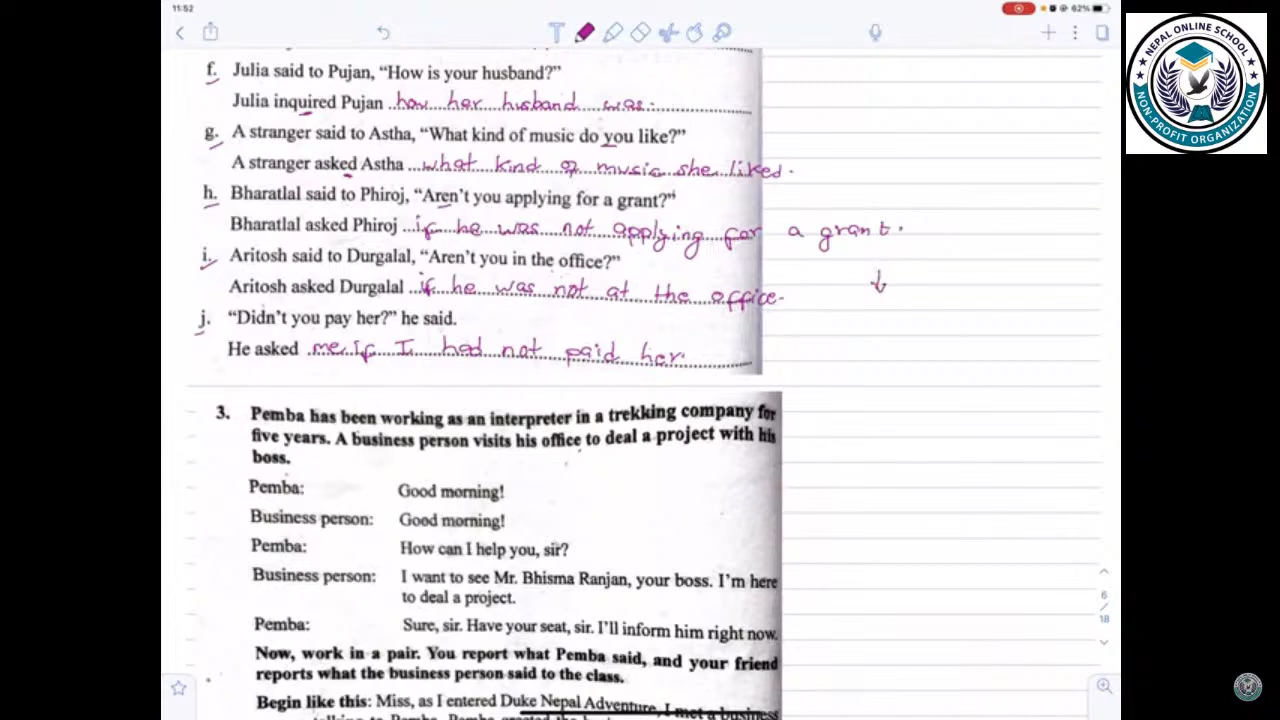 11:52
62%
NEPAL ONLINE SCHOOL
NON-PROFIT ORGANIZATION
f. Julia said to Pujan, “How is your husband?”
Julia inquired Pujan how her husband was.
g. A stranger said to Astha, “What kind of music do you like?”
A stranger asked Astha what kind of music she liked.
h. Bharatlal said to Phiroj, “Aren't you applying for a grant?”
Bharatlal asked Phiroj if he was not applying for a grant.
i. Aritosh said to Durgalal, “Aren't you in the office?”
Aritosh asked Durgalal if he was not at the office.
j. “Didn't you pay her?” he said.
He asked me if I had not paid her.
3. Pemba has been working as an interpreter in a trekking company for
five years. A business person visits his office to deal a project with his
boss.
Pemba: Good morning!
Business person: Good morning!
Pemba: How can I help you, sir?
Business person: I want to see Mr. Bhisma Ranjan, your boss. I'm here
to deal a project.
Pemba: Sure, sir. Have your seat, sir. I'll inform him right now.
Now, work in a pair. You report what Pemba said, and your friend
reports what the business person said to the class.
Begin like this: Miss, as I entered Duke Nepal Adventure, I met a business
6
/
18